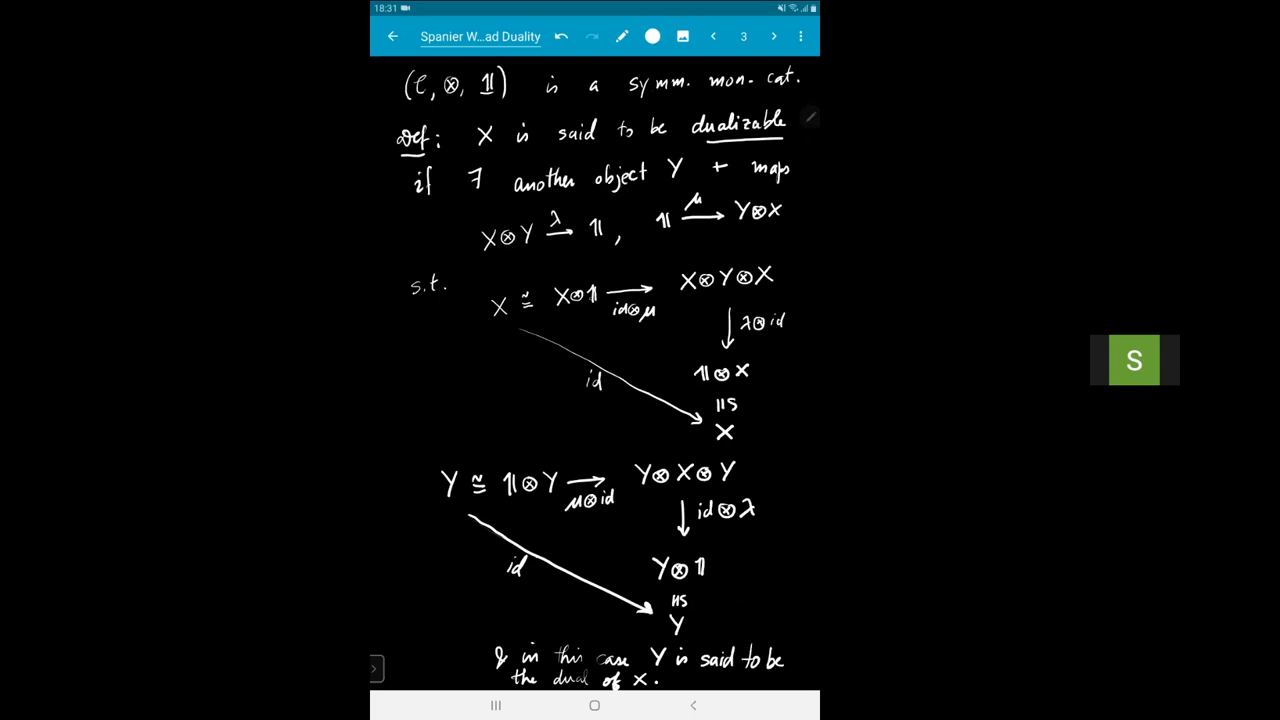 18:31
Spanier W...ad Duality
3
(C, ⊗, 𝟙) is a symm. mon. cat.
Def: X is said to be dualizable
if ∃ another object Y + maps
X⊗Y →λ 𝟙, 𝟙 →μ Y⊗X
s.t.
X ≅ X⊗𝟙 → id⊗μ X⊗Y⊗X
↓ λ⊗id
𝟙⊗X
id
≅
X
Y ≅ 𝟙⊗Y → μ⊗id Y⊗X⊗Y
↓ id⊗λ
id
Y⊗𝟙
≅
Y
& in this case Y is said to be
the dual of X.
S